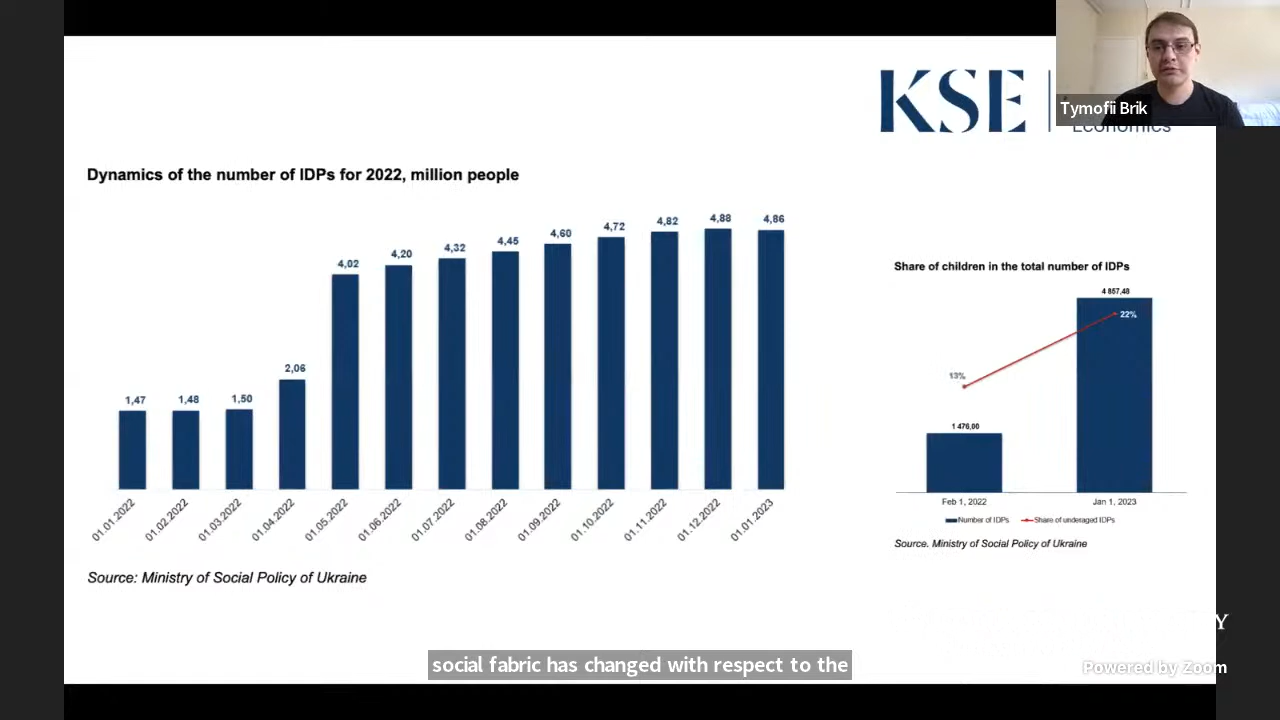 KSE
Economics
Tymofii Brik
Dynamics of the number of IDPs for 2022, million people
1,47
1,48
1,50
2,06
4,02
4,20
4,32
4,45
4,60
4,72
4,82
4,88
4,86
01.01.2022
01.02.2022
01.03.2022
01.04.2022
01.05.2022
01.06.2022
01.07.2022
01.08.2022
01.09.2022
01.10.2022
01.11.2022
01.12.2022
01.01.2023
Source: Ministry of Social Policy of Ukraine
Share of children in the total number of IDPs
4 857,48
22%
13%
1 476,00
Feb 1, 2022
Jan 1, 2023
Number of IDPs
Share of underaged IDPs
Source. Ministry of Social Policy of Ukraine
Y
social fabric has changed with respect to the
Powered by Zoom